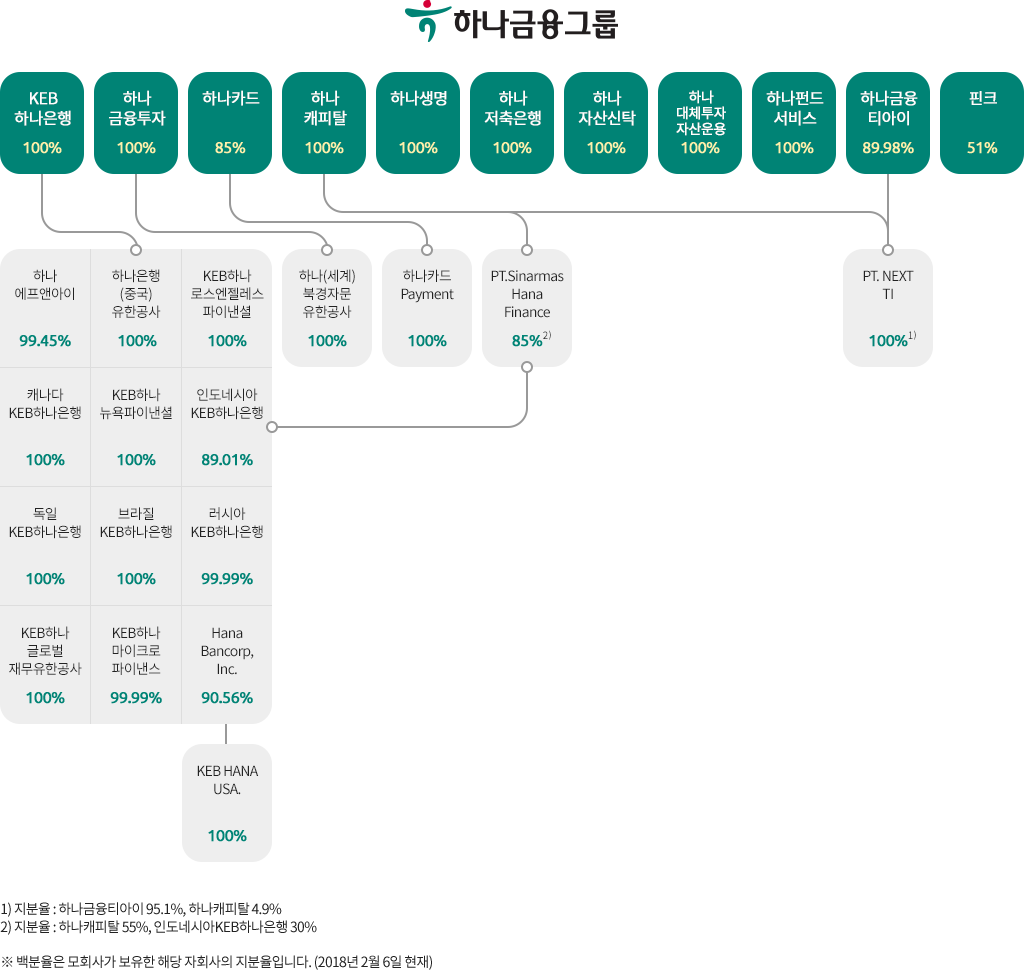 하나금융그룹
KEB
하나은행
100%
하나
금융투자
100%
하나카드
85%
하나
캐피탈
100%
하나생명
100%
하나
저축은행
100%
하나
자산신탁
100%
하나
대체투자
자산운용
100%
하나펀드
서비스
100%
하나금융
티아이
89.98%
핀크
51%
하나
에프앤아이
99.45%
하나은행
(중국)
유한공사
100%
KEB하나
로스엔젤레스
파이낸셜
100%
하나(세계)
북경자문
유한공사
100%
하나카드
Payment
100%
PT.Sinarmas
Hana
Finance
85%2)
PT. NEXT
TI
100%1)
캐나다
KEB하나은행
100%
KEB하나
뉴욕파이낸셜
100%
인도네시아
KEB하나은행
89.01%
독일
KEB하나은행
100%
브라질
KEB하나은행
100%
러시아
KEB하나은행
99.99%
KEB하나
글로벌
재무유한공사
100%
KEB하나
마이크로
파이낸스
99.99%
Hana
Bancorp,
Inc.
90.56%
KEB HANA
USA.
100%
1) 지분율 : 하나금융티아이 95.1%, 하나캐피탈 4.9%
2) 지분율 : 하나캐피탈 55%, 인도네시아KEB하나은행 30%
※ 백분율은 모회사가 보유한 해당 자회사의 지분율입니다. (2018년 2월 6일 현재)